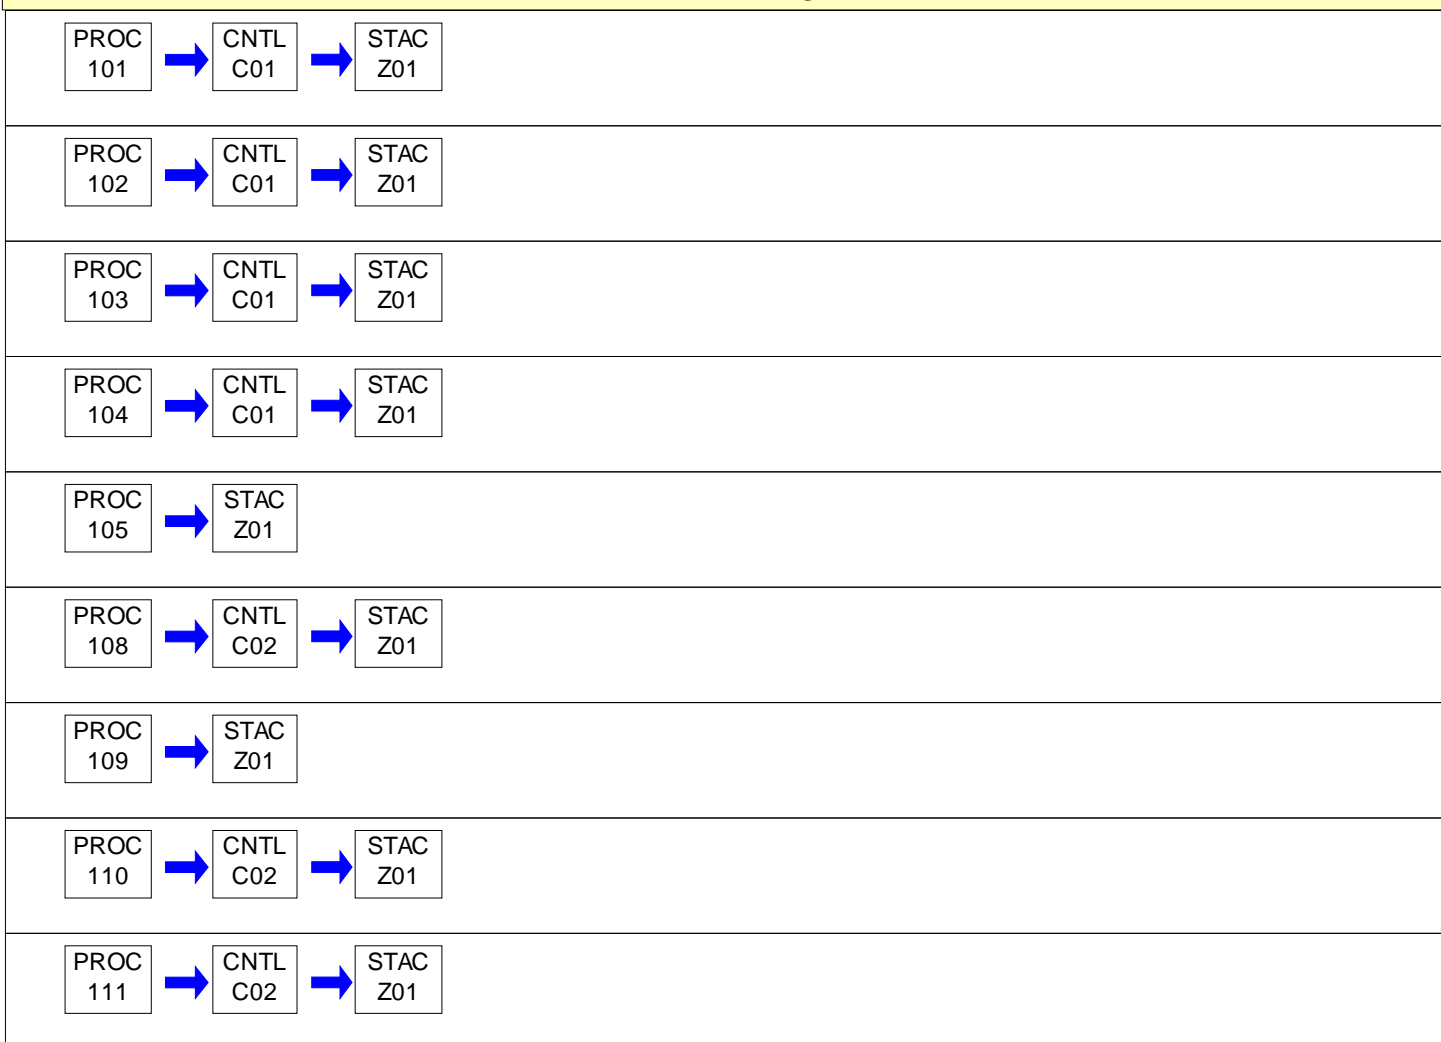 PROC CNTL STAC
101 C01 Z01
PROC CNTL STAC
102 C01 Z01
PROC CNTL STAC
103 C01 Z01
PROC CNTL STAC
104 C01 Z01
PROC STAC
105 Z01
PROC CNTL STAC
108 C02 Z01
PROC STAC
109 Z01
PROC CNTL STAC
110 C02 Z01
PROC CNTL STAC
111 C02 Z01